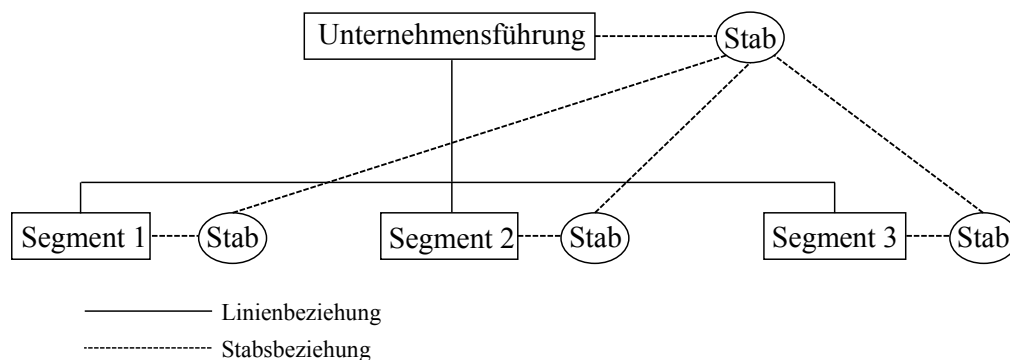 Unternehmensführung
Stab
Segment 1
Stab
Segment 2
Stab
Segment 3
Stab
Linienbeziehung
Stabsbeziehung